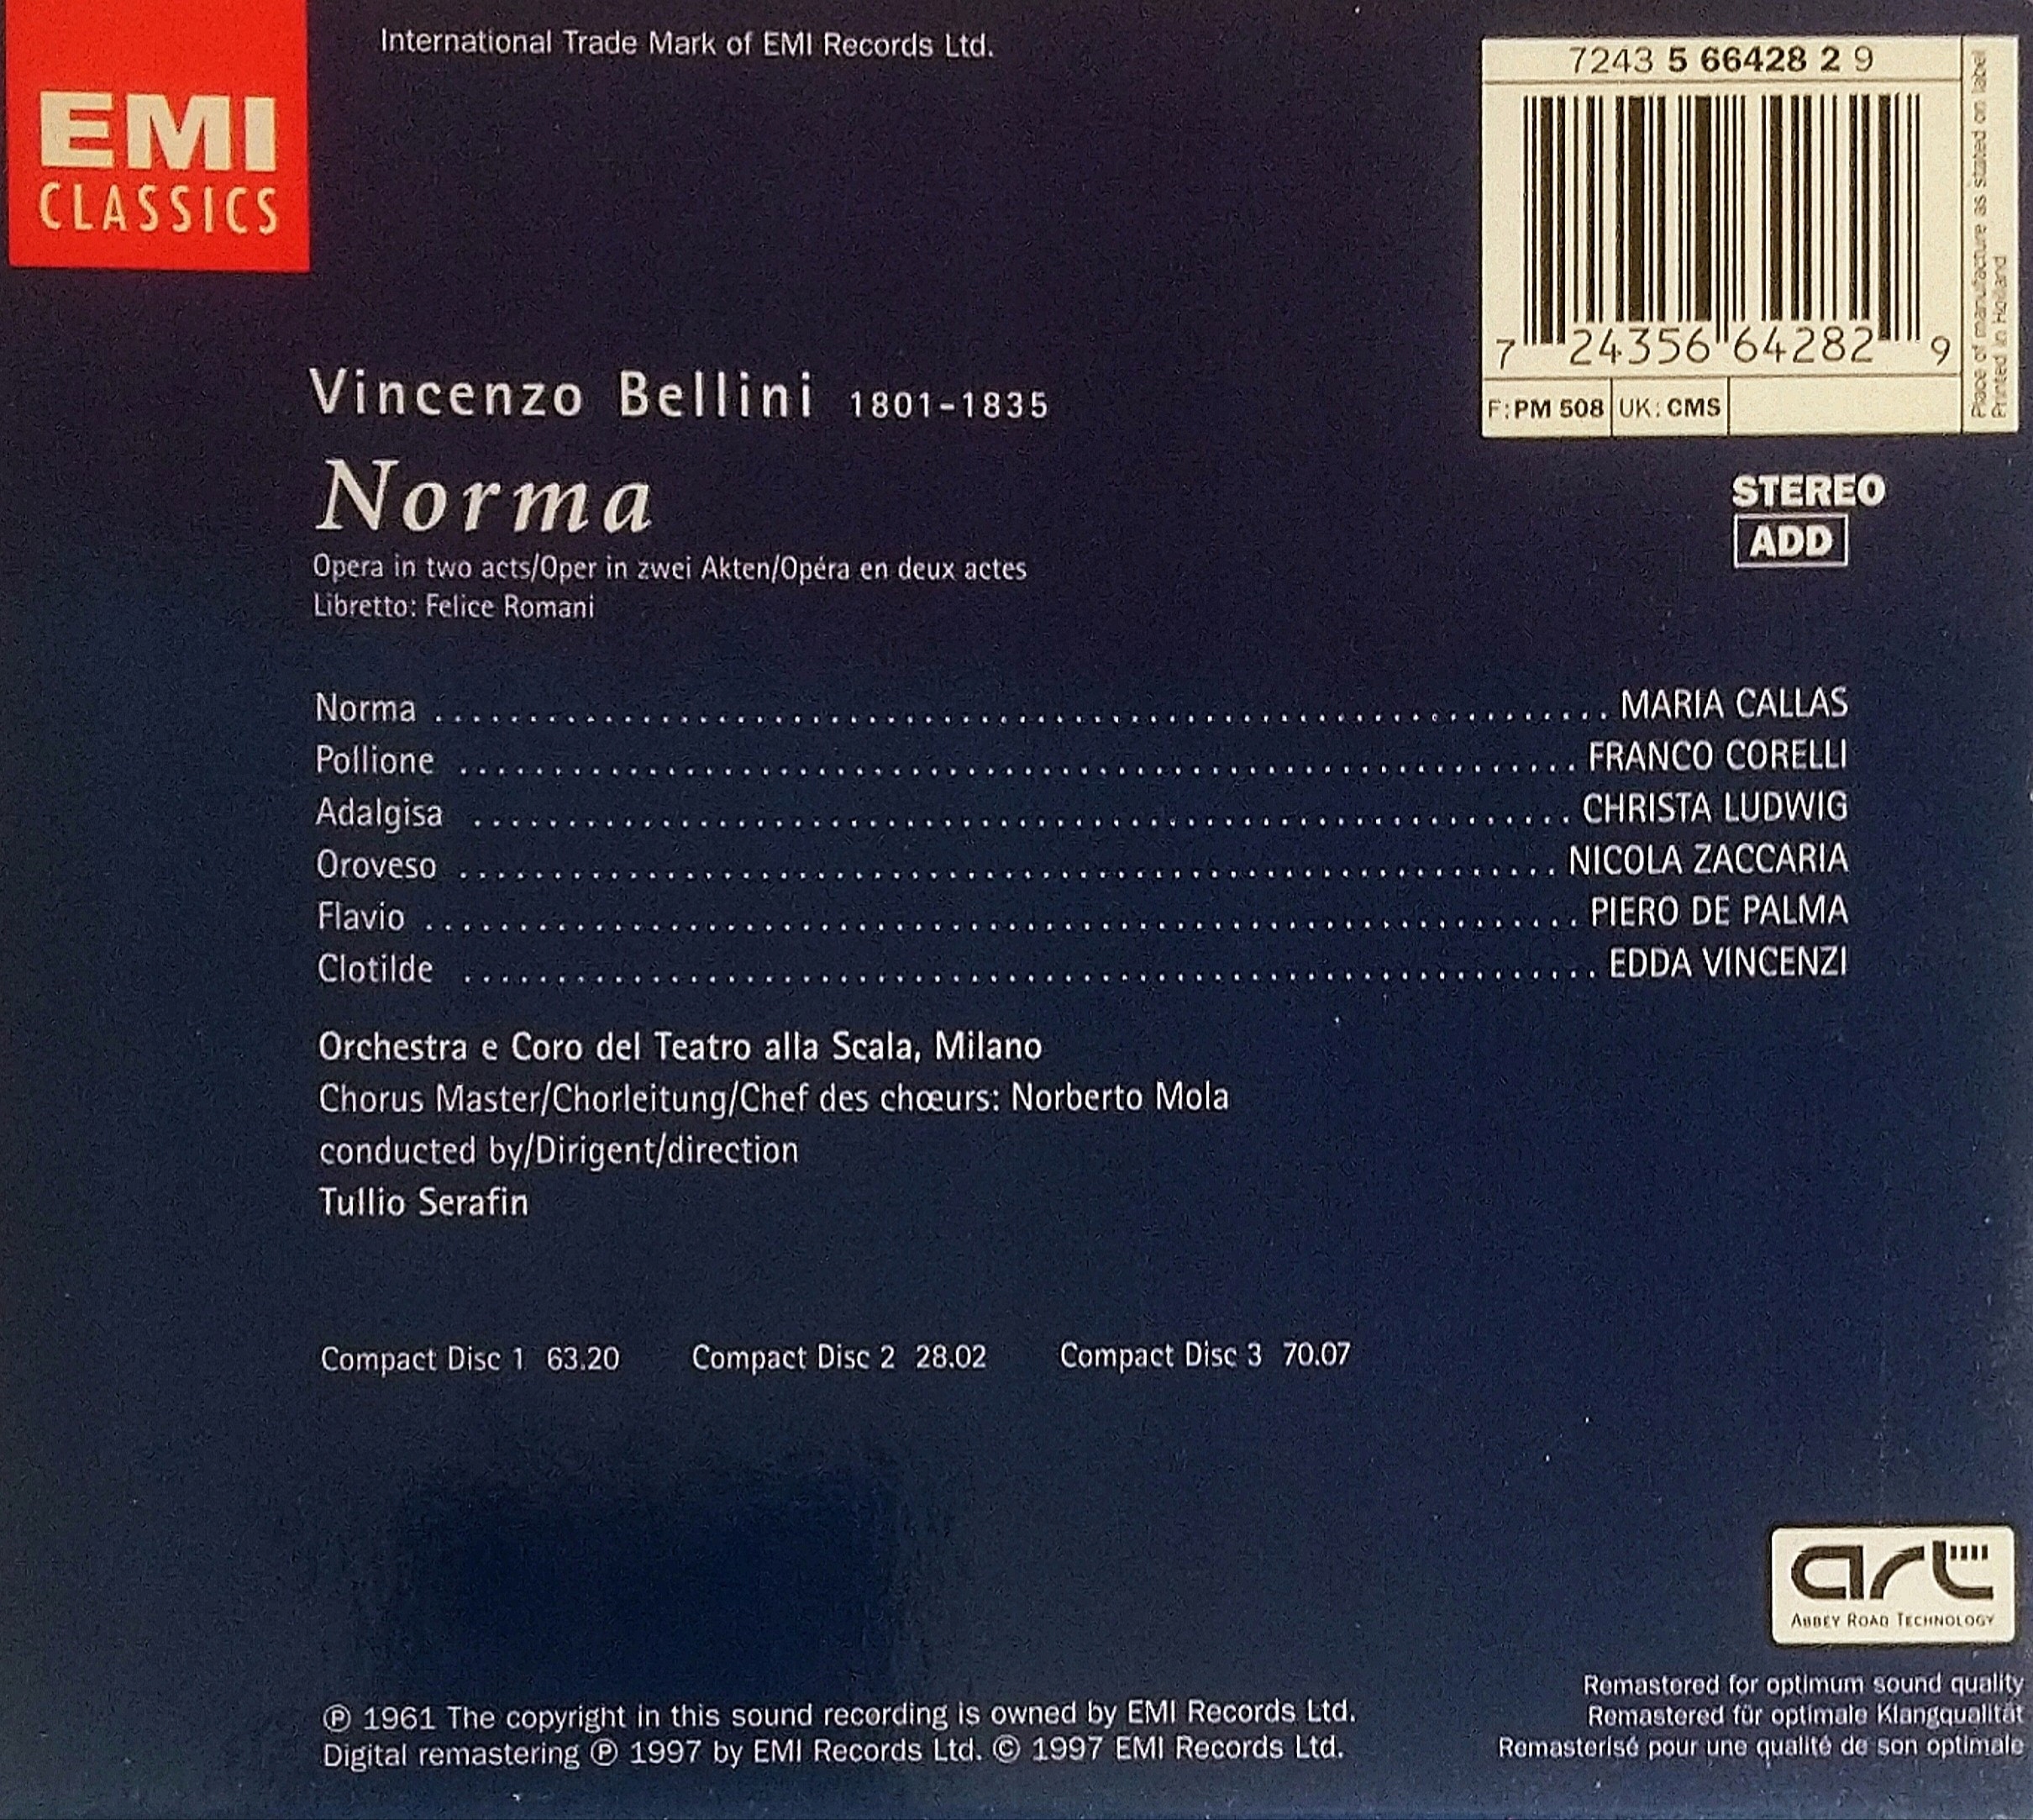 International Trade Mark of EMI Records Ltd.
EMI
CLASSICS
7243 5 66428 2 9
7 24356 64282 9
F: PM 508 UK: CMS
Place of manufacture as stated on label
Printed in Holland
Vincenzo Bellini 1801-1835
Norma
Opera in two acts/Oper in zwei Akten/Opéra en deux actes
Libretto: Felice Romani
STEREO
ADD
Norma ........ MARIA CALLAS
Pollione ........ FRANCO CORELLI
Adalgisa ........ CHRISTA LUDWIG
Oroveso ........ NICOLA ZACCARIA
Flavio ........ PIERO DE PALMA
Clotilde ........ EDDA VINCENZI
Orchestra e Coro del Teatro alla Scala, Milano
Chorus Master/Chorleitung/Chef des chœurs: Norberto Mola
conducted by/Dirigent/direction
Tullio Serafin
Compact Disc 1 63.20 Compact Disc 2 28.02 Compact Disc 3 70.07
art
ABBEY ROAD TECHNOLOGY
Remastered for optimum sound quality
Remastered für optimale Klangqualität
Remasterisé pour une qualité de son optimale
℗ 1961 The copyright in this sound recording is owned by EMI Records Ltd.
Digital remastering ℗ 1997 by EMI Records Ltd. © 1997 EMI Records Ltd.